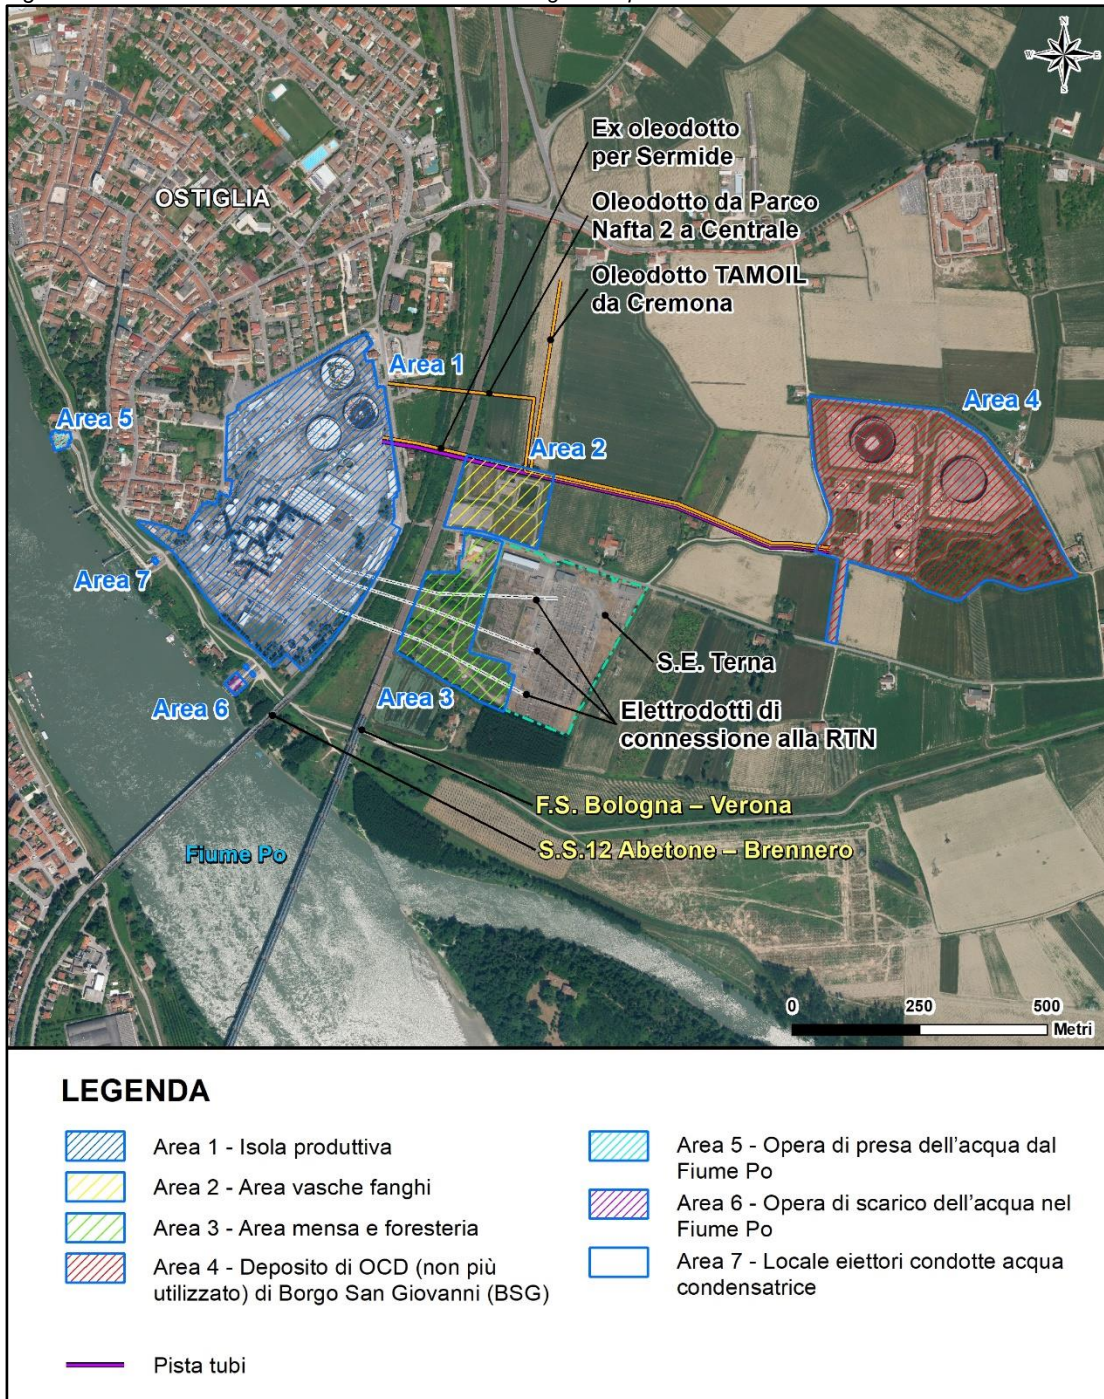 OSTIGLIA
N
W
E
S
Ex oleodotto
per Sermide
Oleodotto da Parco
Nafta 2 a Centrale
Oleodotto TAMOIL
da Cremona
Area 1
Area 5
Area 2
Area 4
Area 7
S.E. Terna
Area 6
Area 3
Elettrodotti di
connessione alla RTN
F.S. Bologna – Verona
S.S.12 Abetone – Brennero
Fiume Po
0 250 500
Metri
LEGENDA
Area 1 - Isola produttiva
Area 2 - Area vasche fanghi
Area 3 - Area mensa e foresteria
Area 4 - Deposito di OCD (non più
utilizzato) di Borgo San Giovanni (BSG)
Pista tubi
Area 5 - Opera di presa dell'acqua dal
Fiume Po
Area 6 - Opera di scarico dell'acqua nel
Fiume Po
Area 7 - Locale eiettori condotte acqua
condensatrice